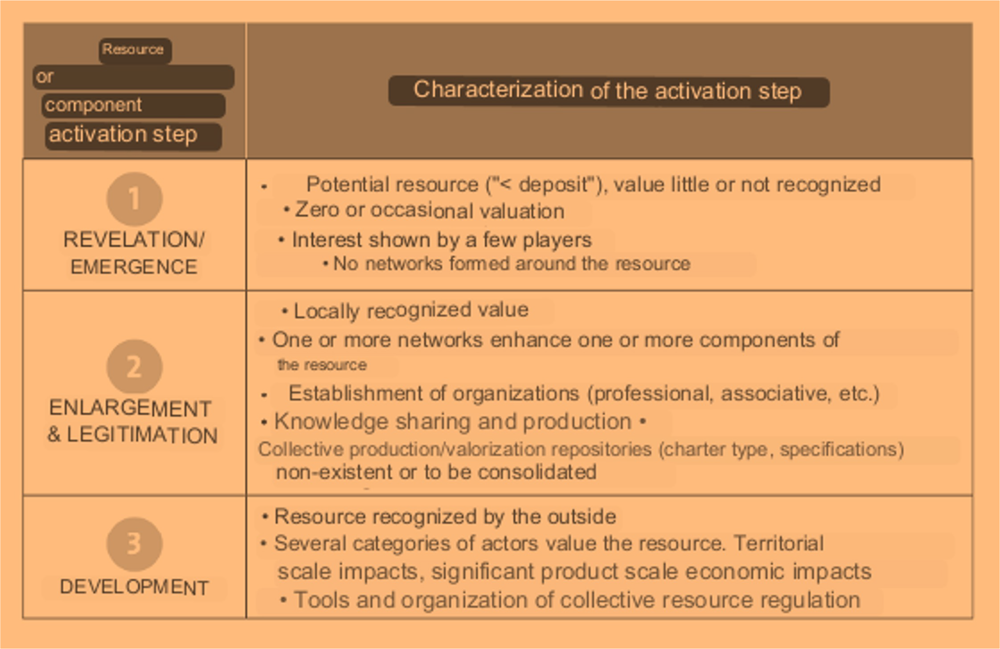 Resource
or
component
activation step
Characterization of the activation step
1
REVELATION/
EMERGENCE
- Potential resource ("< deposit"), value little or not recognized
• Zero or occasional valuation
• Interest shown by a few players
• No networks formed around the resource
2
ENLARGEMENT
& LEGITIMATION
• Locally recognized value
• One or more networks enhance one or more components of
the resource
- Establishment of organizations (professional, associative, etc.)
• Knowledge sharing and production •
Collective production/valorization repositories (charter type, specifications)
non-existent or to be consolidated
3
DEVELOPMENT
• Resource recognized by the outside
• Several categories of actors value the resource. Territorial
scale impacts, significant product scale economic impacts
• Tools and organization of collective resource regulation